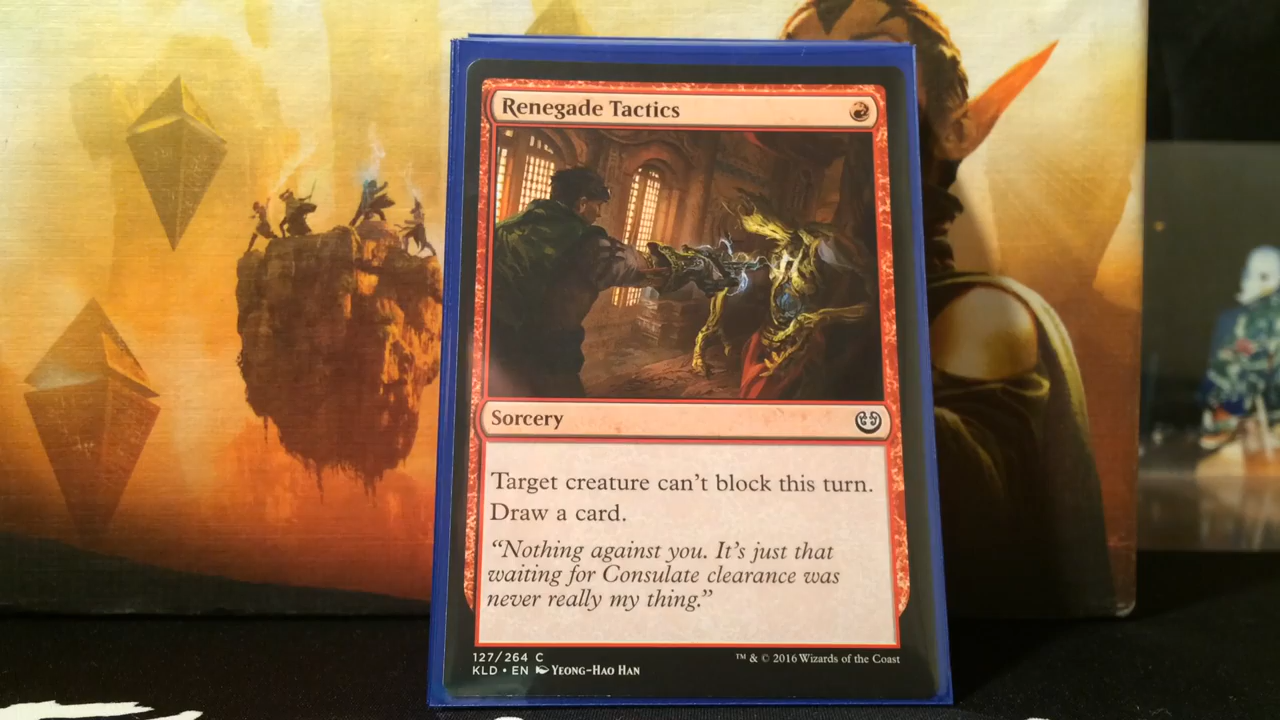 Renegade Tactics
Sorcery
Target creature can't block this turn.
Draw a card.
“Nothing against you. It's just that
waiting for Consulate clearance was
never really my thing.”
127/264 C
KLD • EN Yeong-Hao Han
™ & © 2016 Wizards of the Coast